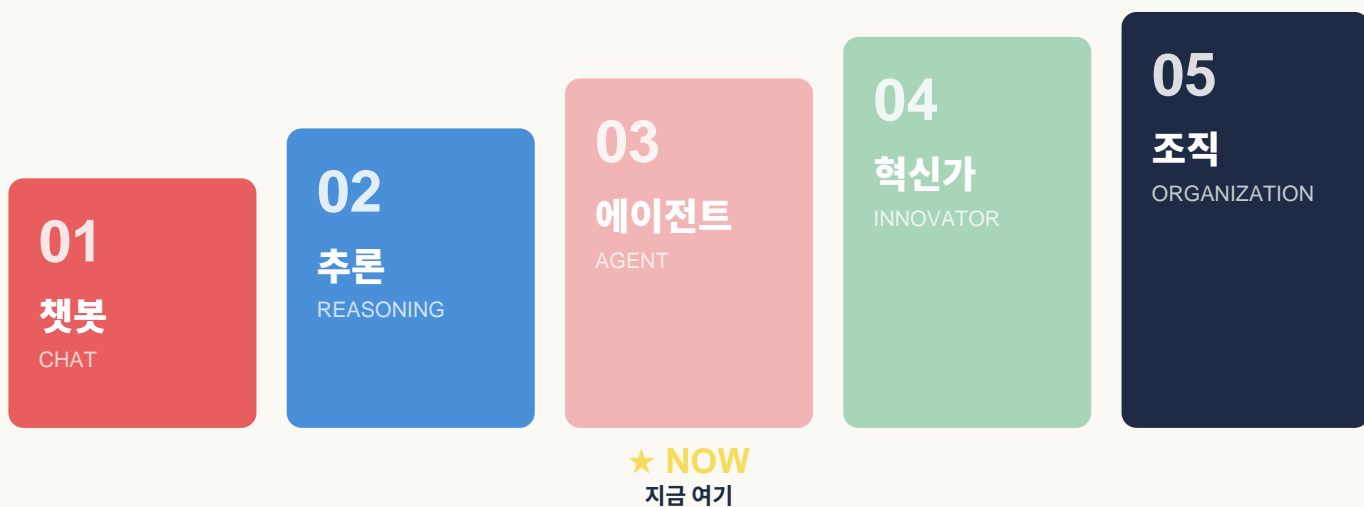 01
챗봇
CHAT
02
추론
REASONING
03
에이전트
AGENT
04
혁신가
INNOVATOR
05
조직
ORGANIZATION
★ NOW
지금 여기